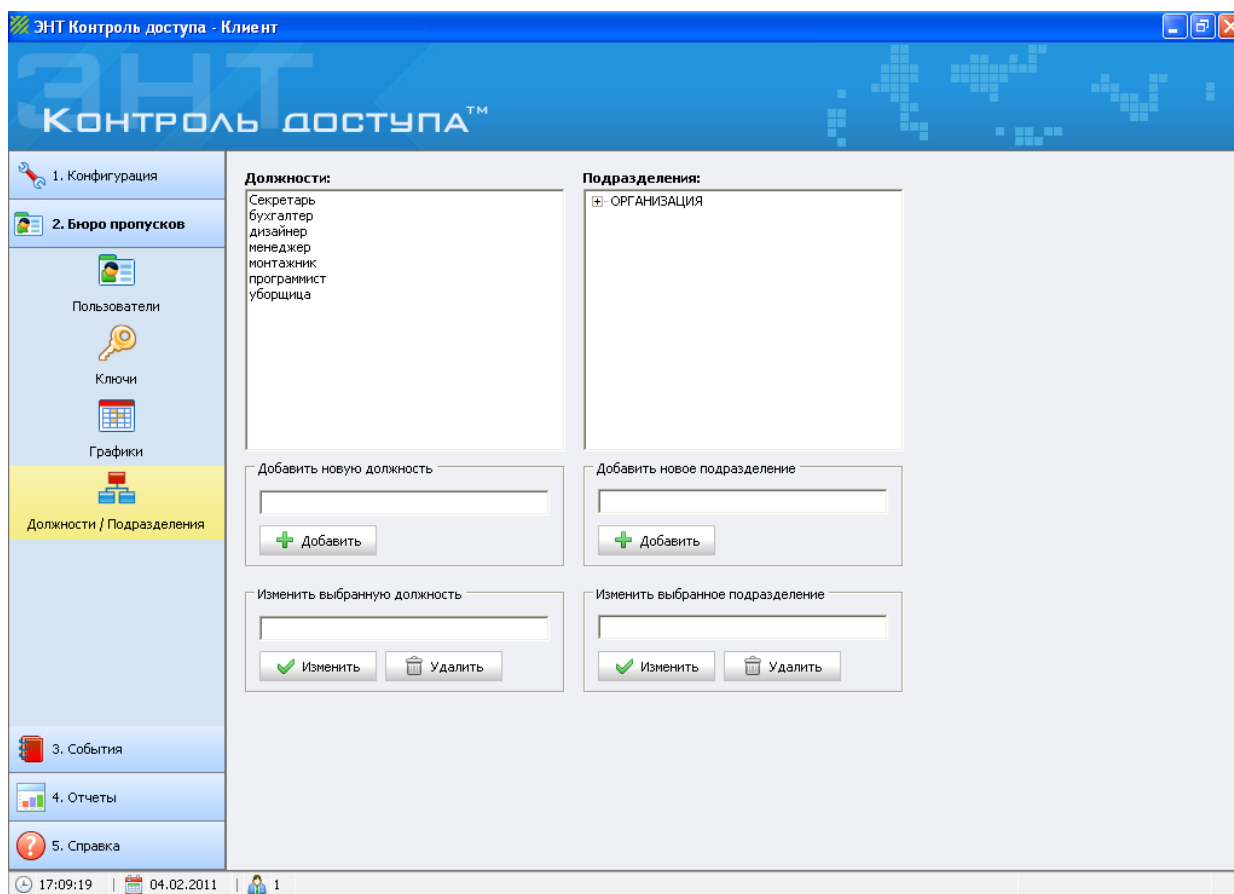 ЭНТ Контроль доступа - Клиент
ЭНТ
КОНТРОЛЬ ДОСТУПА™
1. Конфигурация
2. Бюро пропусков
Пользователи
Ключи
Графики
Должности / Подразделения
3. События
4. Отчеты
5. Справка
Должности:
Секретарь
бухгалтер
дизайнер
менеджер
монтажник
программист
уборщица
Подразделения:
ОРГАНИЗАЦИЯ
Добавить новую должность
Добавить
Добавить новое подразделение
Добавить
Изменить выбранную должность
Изменить
Удалить
Изменить выбранное подразделение
Изменить
Удалить
17:09:19 | 04.02.2011 | 1